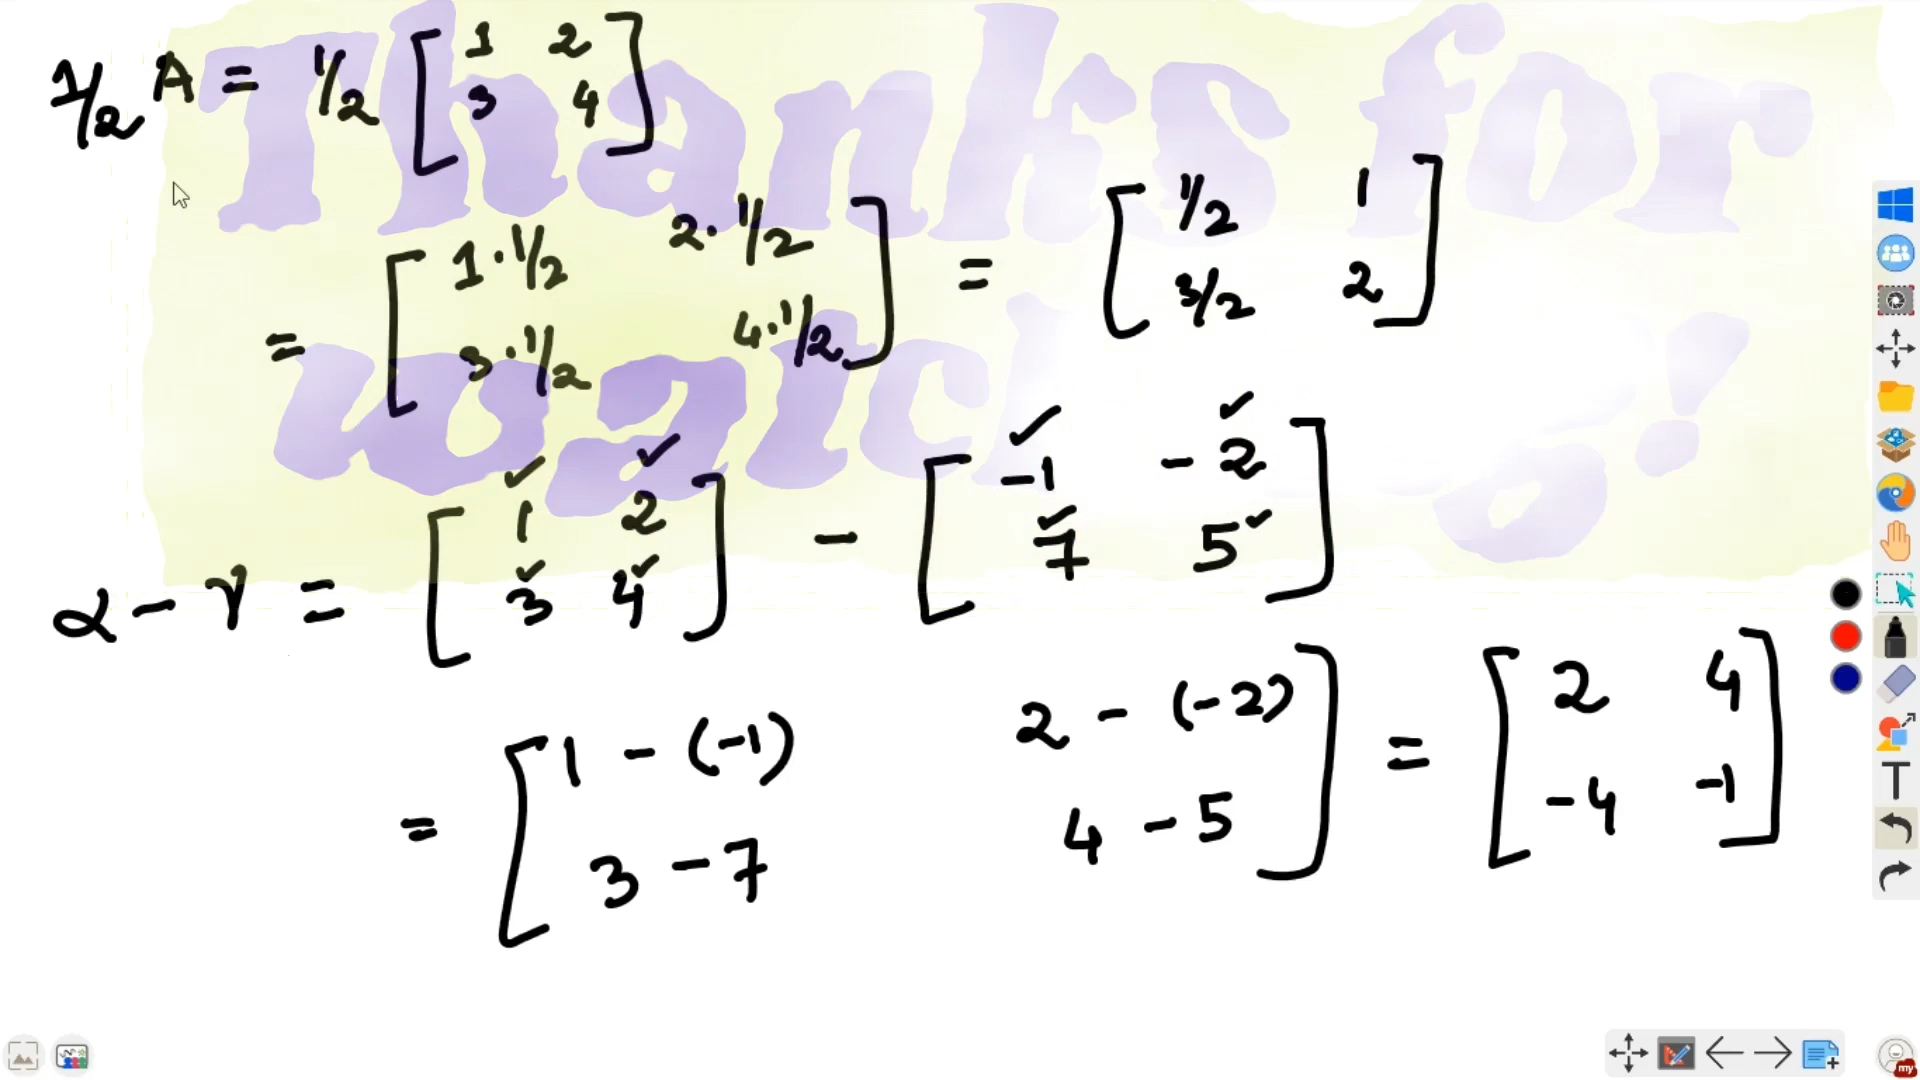 1/2 A = 1/2 [ 1 2
3 4 ]
= [ 1·1/2 2·1/2
3·1/2 4·1/2 ] = [ 1/2 1
3/2 2 ]
α - γ = [ ✓1 ✓2
✓3 4✓ ] - [ ✓-1 ✓-2
✓7 5✓ ]
= [ 1 - (-1) 2 - (-2)
3 - 7 4 - 5 ] = [ 2 4
-4 -1 ]
Thanks for
T
my